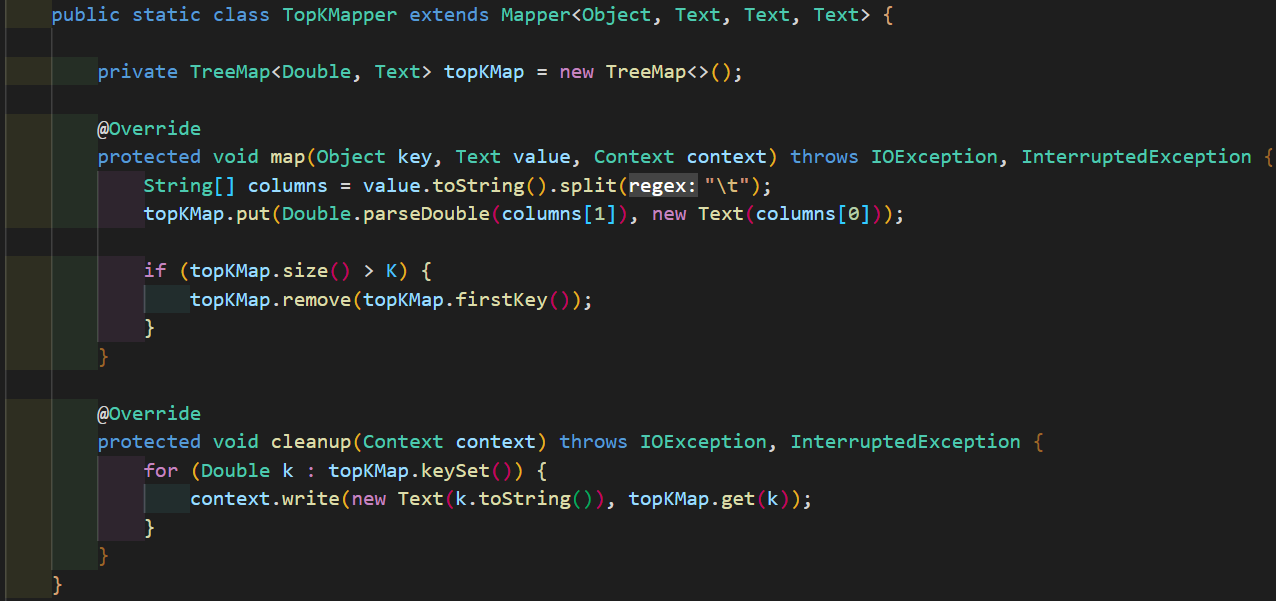 public static class TopKMapper extends Mapper<Object, Text, Text, Text> {
private TreeMap<Double, Text> topKMap = new TreeMap<>();
@Override
protected void map(Object key, Text value, Context context) throws IOException, InterruptedException {
String[] columns = value.toString().split(regex: "\t");
topKMap.put(Double.parseDouble(columns[1]), new Text(columns[0]));
if (topKMap.size() > K) {
topKMap.remove(topKMap.firstKey());
}
}
@Override
protected void cleanup(Context context) throws IOException, InterruptedException {
for (Double k : topKMap.keySet()) {
context.write(new Text(k.toString()), topKMap.get(k));
}
}
}